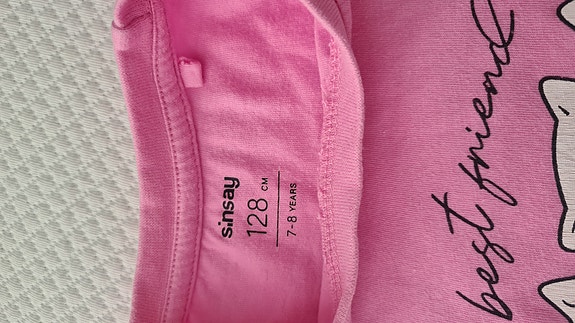 sinsay
128 CM
7-8 YEARS
best friend